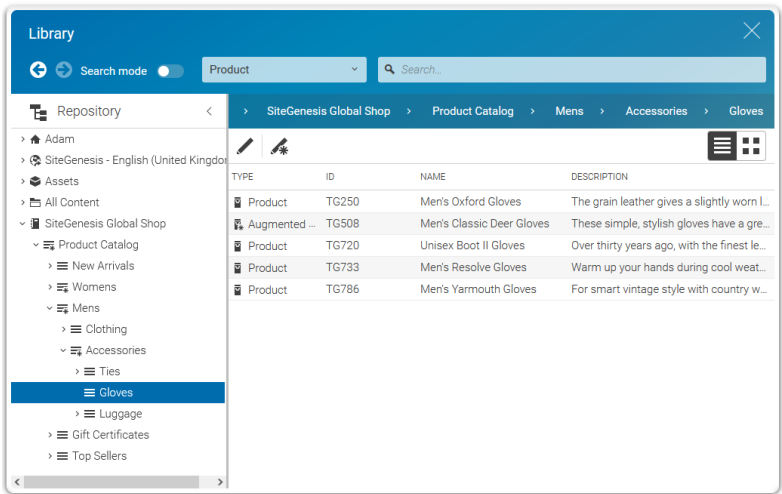 Library
Search mode
Product
Search...
Repository
SiteGenesis Global Shop > Product Catalog > Mens > Accessories > Gloves
Adam
SiteGenesis - English (United Kingdor
Assets
All Content
SiteGenesis Global Shop
Product Catalog
New Arrivals
Womens
Mens
Clothing
Accessories
Ties
Gloves
Luggage
Gift Certificates
Top Sellers
TYPE ID NAME DESCRIPTION
Product TG250 Men's Oxford Gloves The grain leather gives a slightly worn l...
Augmented ... TG508 Men's Classic Deer Gloves These simple, stylish gloves have a gre...
Product TG720 Unisex Boot II Gloves Over thirty years ago, with the finest le...
Product TG733 Men's Resolve Gloves Warm up your hands during cool weat...
Product TG786 Men's Yarmouth Gloves For smart vintage style with country w...